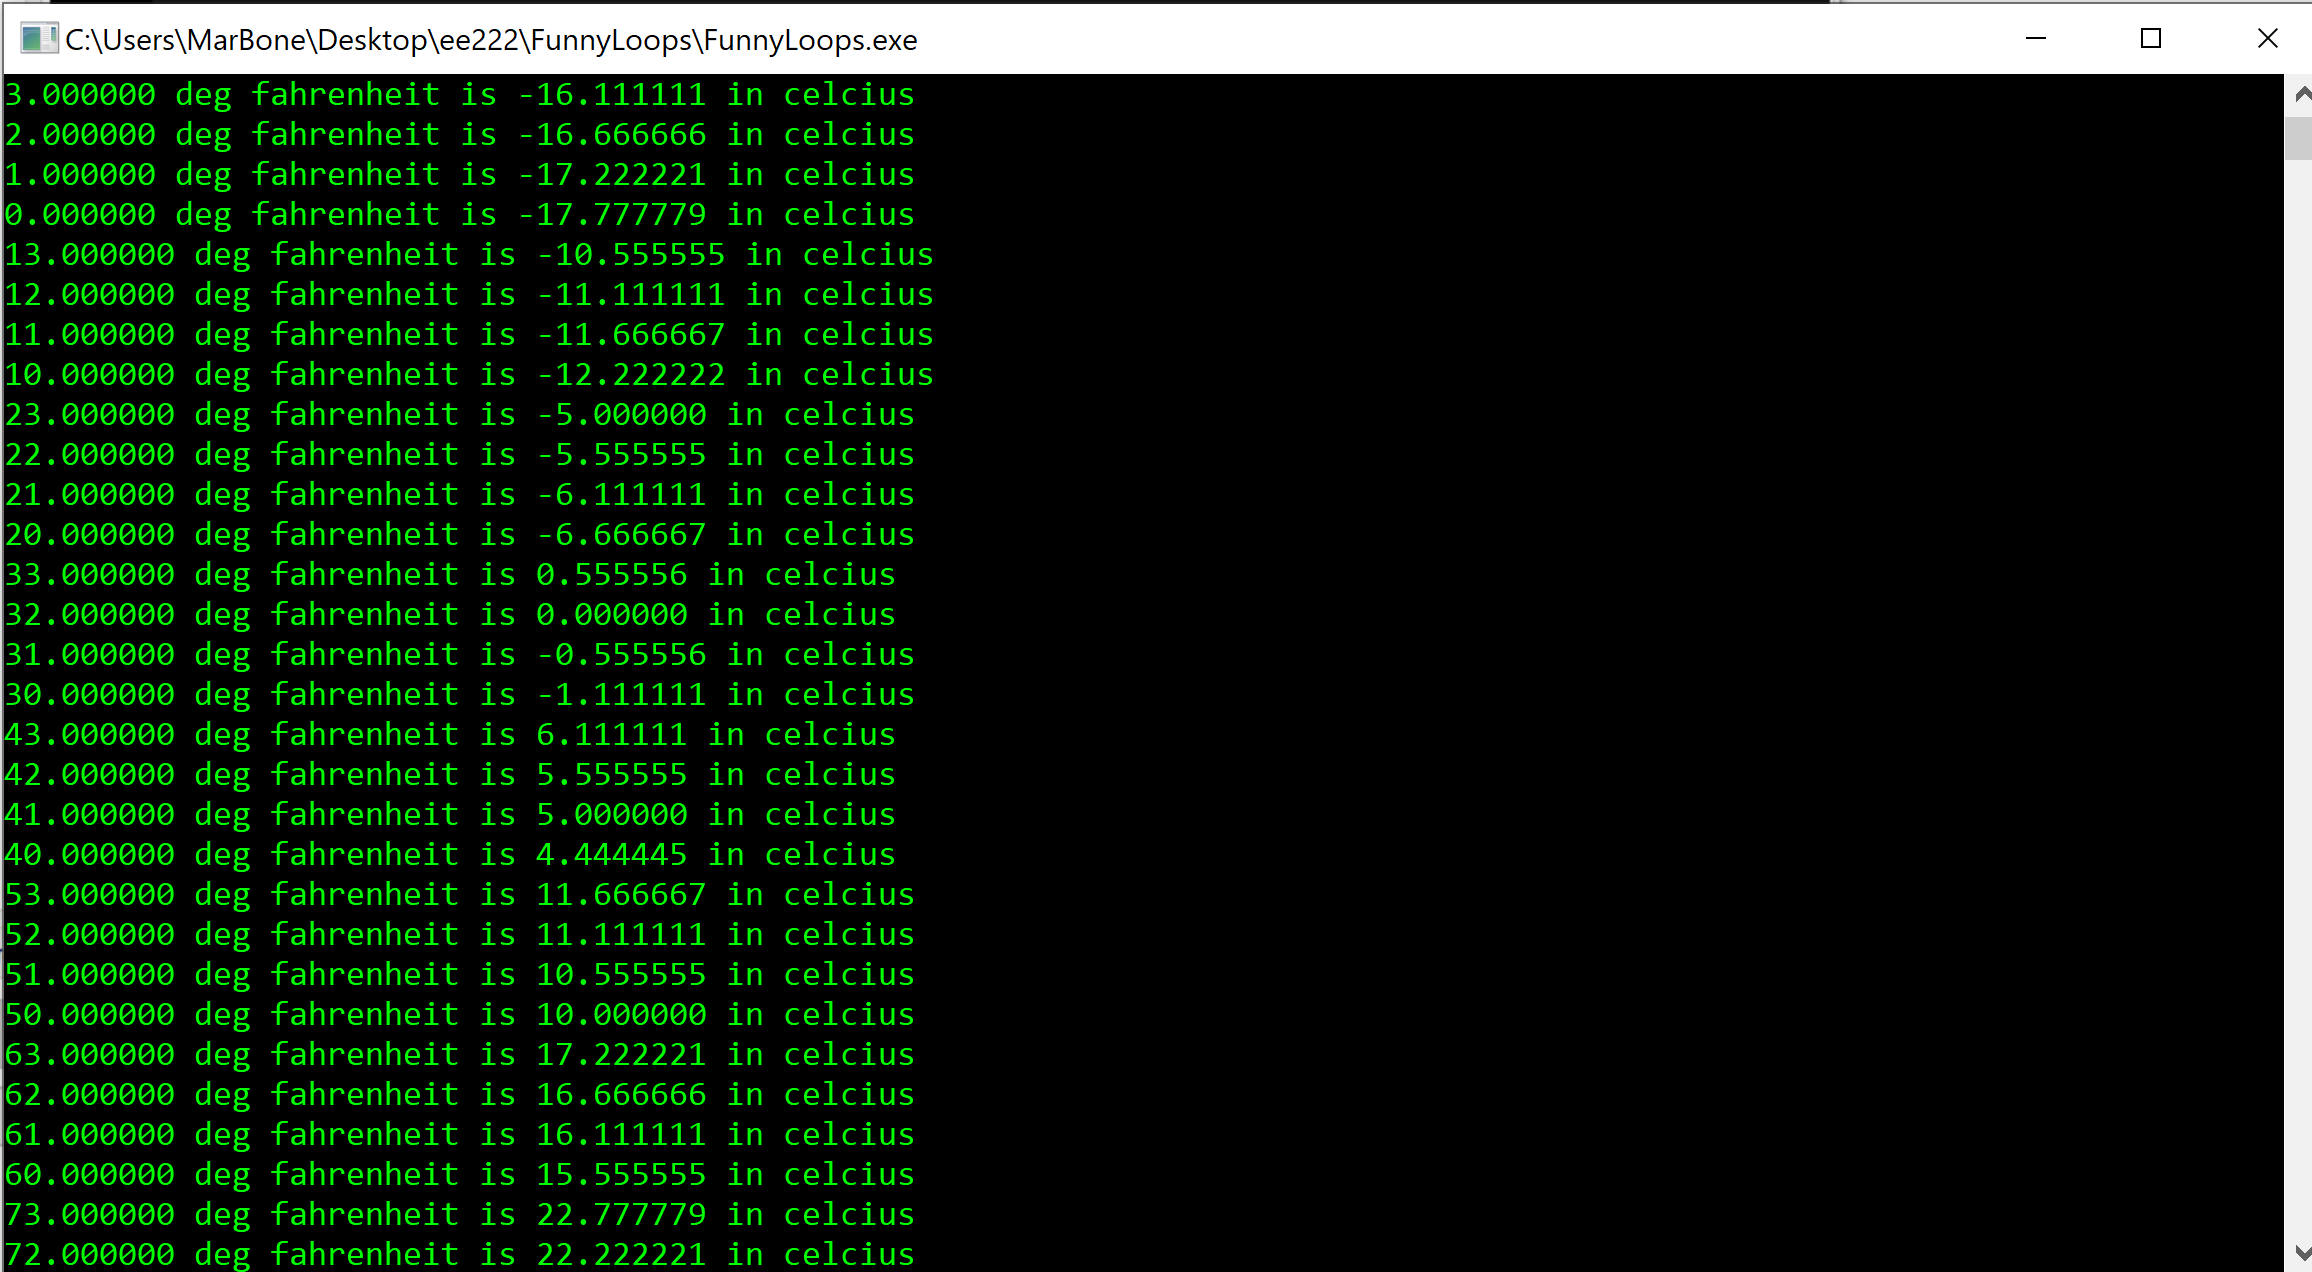 C:\Users\MarBone\Desktop\ee222\FunnyLoops\FunnyLoops.exe
3.000000 deg fahrenheit is -16.111111 in celcius
2.000000 deg fahrenheit is -16.666666 in celcius
1.000000 deg fahrenheit is -17.222221 in celcius
0.000000 deg fahrenheit is -17.777779 in celcius
13.000000 deg fahrenheit is -10.555555 in celcius
12.000000 deg fahrenheit is -11.111111 in celcius
11.000000 deg fahrenheit is -11.666667 in celcius
10.000000 deg fahrenheit is -12.222222 in celcius
23.000000 deg fahrenheit is -5.000000 in celcius
22.000000 deg fahrenheit is -5.555555 in celcius
21.000000 deg fahrenheit is -6.111111 in celcius
20.000000 deg fahrenheit is -6.666667 in celcius
33.000000 deg fahrenheit is 0.555556 in celcius
32.000000 deg fahrenheit is 0.000000 in celcius
31.000000 deg fahrenheit is -0.555556 in celcius
30.000000 deg fahrenheit is -1.111111 in celcius
43.000000 deg fahrenheit is 6.111111 in celcius
42.000000 deg fahrenheit is 5.555555 in celcius
41.000000 deg fahrenheit is 5.000000 in celcius
40.000000 deg fahrenheit is 4.444445 in celcius
53.000000 deg fahrenheit is 11.666667 in celcius
52.000000 deg fahrenheit is 11.111111 in celcius
51.000000 deg fahrenheit is 10.555555 in celcius
50.000000 deg fahrenheit is 10.000000 in celcius
63.000000 deg fahrenheit is 17.222221 in celcius
62.000000 deg fahrenheit is 16.666666 in celcius
61.000000 deg fahrenheit is 16.111111 in celcius
60.000000 deg fahrenheit is 15.555555 in celcius
73.000000 deg fahrenheit is 22.777779 in celcius
72.000000 deg fahrenheit is 22.222221 in celcius